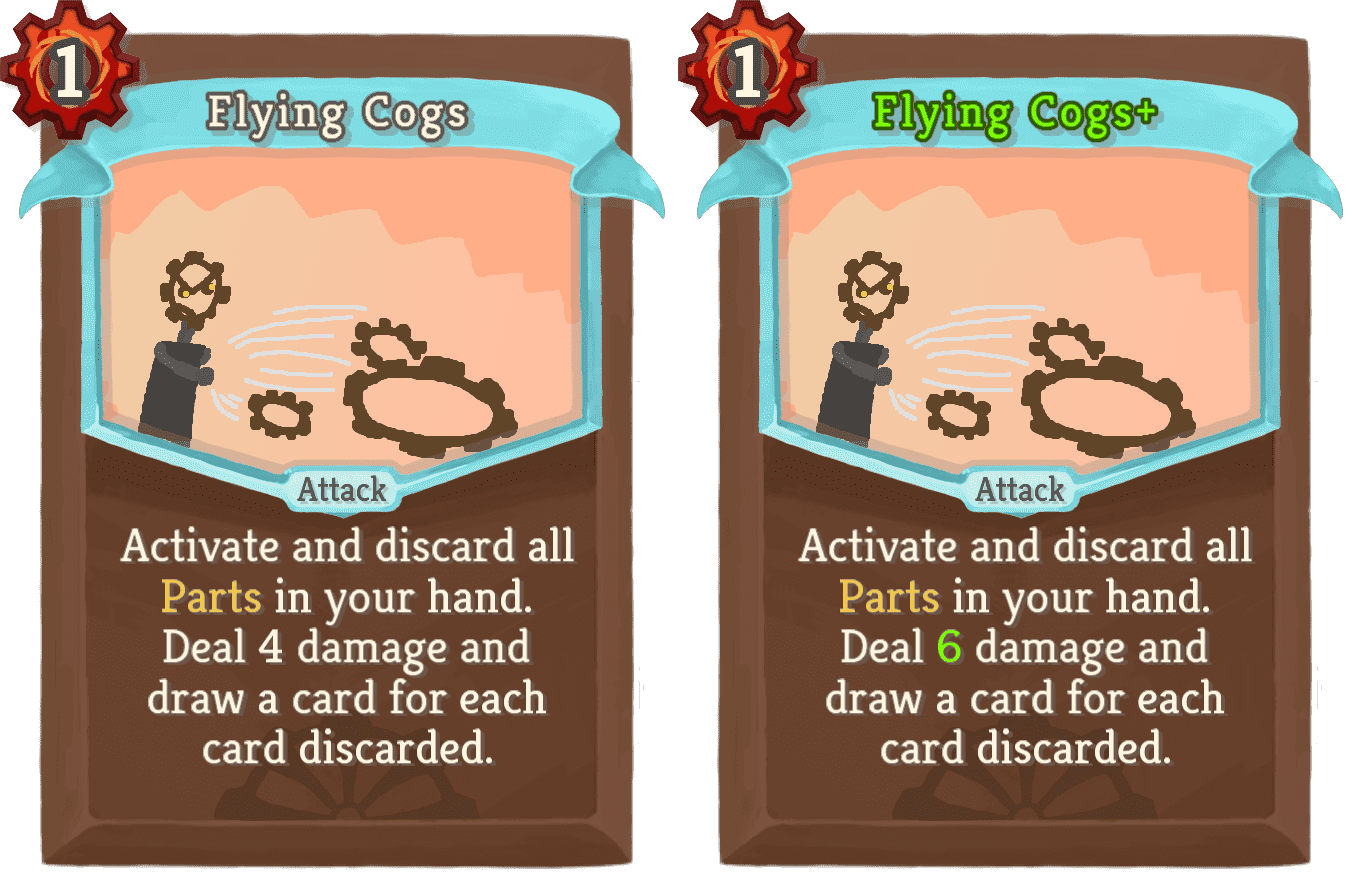 1
Flying Cogs
Attack
Activate and discard all
Parts in your hand.
Deal 4 damage and
draw a card for each
card discarded.
1
Flying Cogs+
Attack
Activate and discard all
Parts in your hand.
Deal 6 damage and
draw a card for each
card discarded.